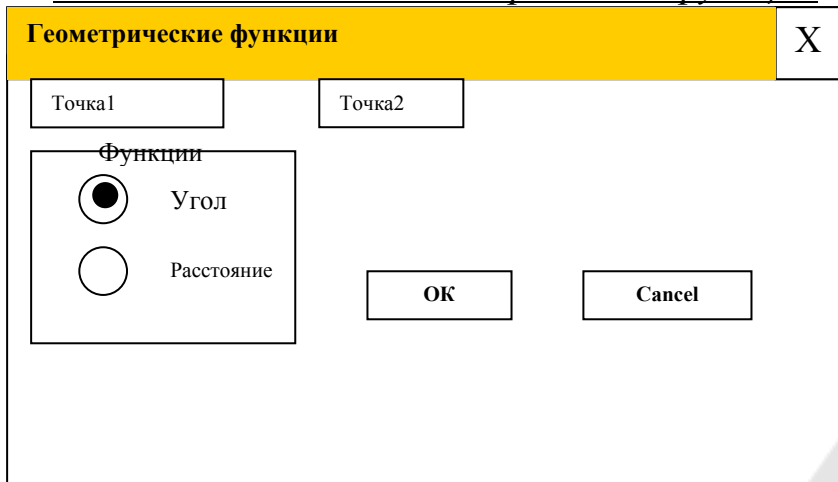 Геометрические функции X
Точка1 Точка2
Функции
Угол
Расстояние
OK Cancel